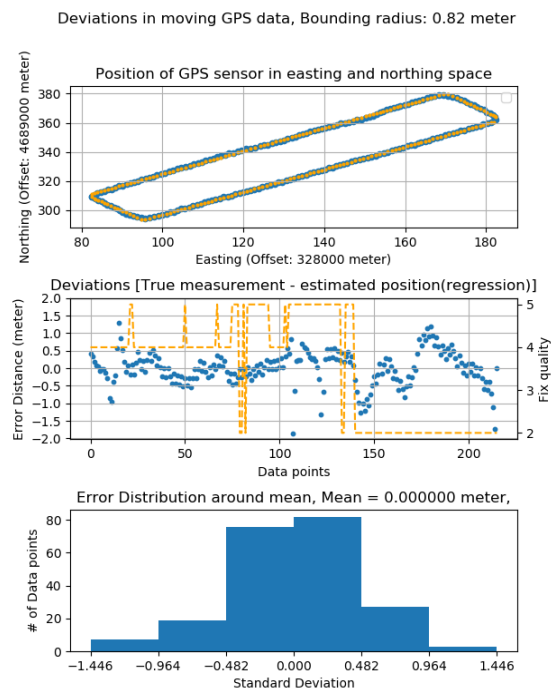 Deviations in moving GPS data, Bounding radius: 0.82 meter
Position of GPS sensor in easting and northing space
Northing (Offset: 4689000 meter)
380
360
340
320
300
80 100 120 140 160 180
Easting (Offset: 328000 meter)
Deviations [True measurement - estimated position(regression)]
Error Distance (meter)
2.0
1.5
1.0
0.5
0.0
−0.5
−1.0
−1.5
−2.0
5
4
3
2
Fix quality
0 50 100 150 200
Data points
Error Distribution around mean, Mean = 0.000000 meter,
# of Data points
80
60
40
20
0
−1.446 −0.964 −0.482 0.000 0.482 0.964 1.446
Standard Deviation